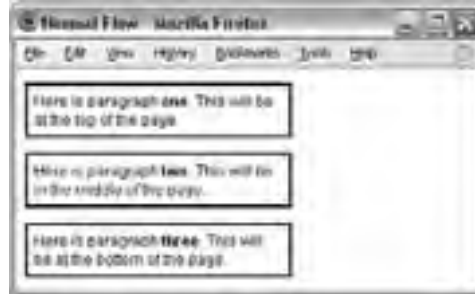 Normal Flow - Mozilla Firefox
File Edit View History Bookmarks Tools Help
Here is paragraph one. This will be
at the top of the page.
Here is paragraph two. This will be
in the middle of the page.
Here is paragraph three. This will
be at the bottom of the page.